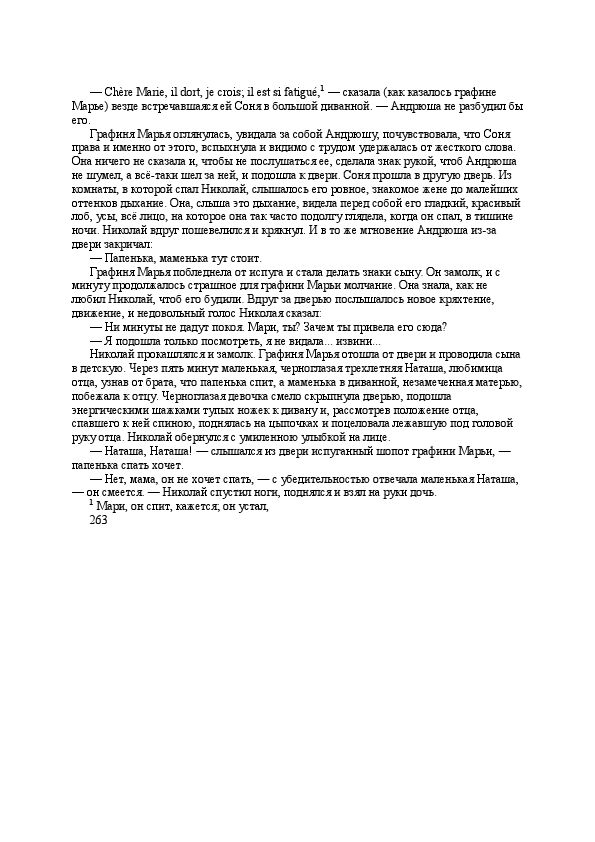 — Chère Marie, il dort, je crois; il est si fatigué,¹ — сказала (как казалось графине
Марье) везде встречавшаяся ей Соня в большой диванной. — Андрюша не разбудил бы
его.
Графиня Марья оглянулась, увидала за собой Андрюшу, почувствовала, что Соня
права и именно от этого, вспыхнула и видимо с трудом удержалась от жесткого слова.
Она ничего не сказала и, чтобы не послушаться ее, сделала знак рукой, чтоб Андрюша
не шумел, а всё-таки шел за ней, и подошла к двери. Соня прошла в другую дверь. Из
комнаты, в которой спал Николай, слышалось его ровное, знакомое жене до малейших
оттенков дыхание. Она, слыша это дыхание, видела перед собой его гладкий, красивый
лоб, усы, всё лицо, на которое она так часто подолгу глядела, когда он спал, в тишине
ночи. Николай вдруг пошевелился и крякнул. И в то же мгновение Андрюша из-за
двери закричал:
— Папенька, маменька тут стоит.
Графиня Марья побледнела от испуга и стала делать знаки сыну. Он замолк, и с
минуту продолжалось страшное для графини Марьи молчание. Она знала, как не
любил Николай, чтоб его будили. Вдруг за дверью послышалось новое кряхтение,
движение, и недовольный голос Николая сказал:
— Ни минуты не дадут покоя. Мари, ты? Зачем ты привела его сюда?
— Я подошла только посмотреть, я не видала... извини...
Николай прокашлялся и замолк. Графиня Марья отошла от двери и проводила сына
в детскую. Через пять минут маленькая, черноглазая трехлетняя Наташа, любимица
отца, узнав от брата, что папенька спит, а маменька в диванной, незамеченная матерью,
побежала к отцу. Черноглазая девочка смело скрыпнула дверью, подошла
энергическими шажками тупых ножек к дивану и, рассмотрев положение отца,
спавшего к ней спиною, поднялась на цыпочках и поцеловала лежавшую под головой
руку отца. Николай обернулся с умиленною улыбкой на лице.
— Наташа, Наташа! — слышался из двери испуганный шопот графини Марьи, —
папенька спать хочет.
— Нет, мама, он не хочет спать, — с убедительностью отвечала маленькая Наташа,
— он смеется. — Николай спустил ноги, поднялся и взял на руки дочь.
¹ Мари, он спит, кажется; он устал,
263